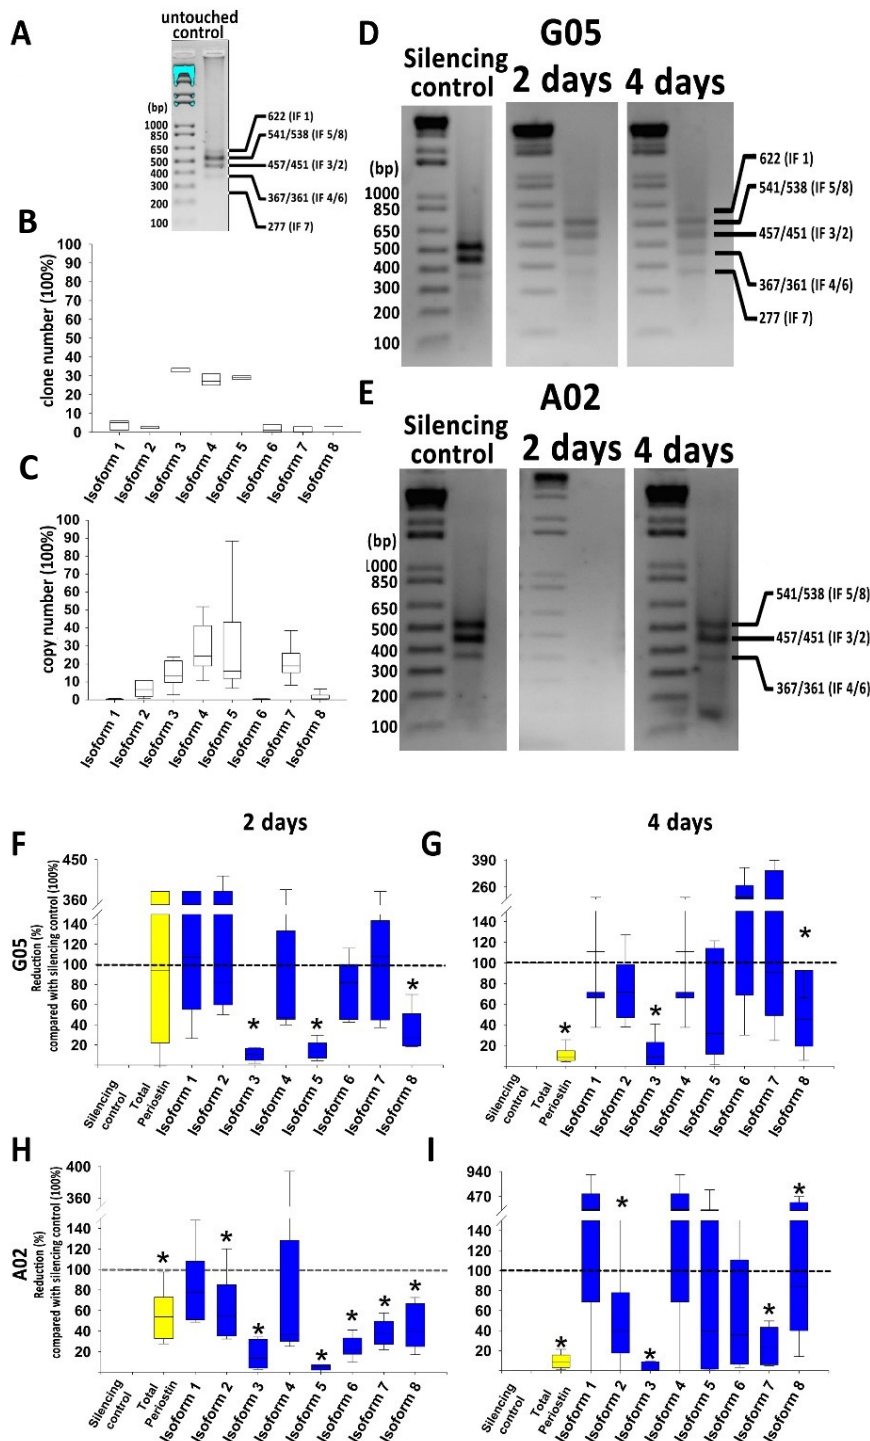 A
untouched
control
(bp)
1000
850
650
500
400
300
200
100
622 (IF 1)
541/538 (IF 5/8)
457/451 (IF 3/2)
367/361 (IF 4/6)
277 (IF 7)
B
clone number (100%)
100
90
80
70
60
50
40
30
20
10
0
Isoform 1
Isoform 2
Isoform 3
Isoform 4
Isoform 5
Isoform 6
Isoform 7
Isoform 8
C
copy number (100%)
100
90
80
70
60
50
40
30
20
10
0
Isoform 1
Isoform 2
Isoform 3
Isoform 4
Isoform 5
Isoform 6
Isoform 7
Isoform 8
D
G05
Silencing
control
2 days
4 days
(bp)
1000
850
650
500
400
300
200
100
622 (IF 1)
541/538 (IF 5/8)
457/451 (IF 3/2)
367/361 (IF 4/6)
277 (IF 7)
E
A02
Silencing
control
2 days
4 days
(bp)
1000
850
650
500
400
300
200
100
541/538 (IF 5/8)
457/451 (IF 3/2)
367/361 (IF 4/6)
2 days
4 days
F
G05
Reduction (%)
compared with silencing control (100%)
450
360
140
120
100
80
60
40
20
* * *
Silencing
control
Total
Periostin
Isoform 1
Isoform 2
Isoform 3
Isoform 4
Isoform 5
Isoform 6
Isoform 7
Isoform 8
G
390
260
140
120
100
80
60
40
20
* * *
Silencing
control
Total
Periostin
Isoform 1
Isoform 2
Isoform 3
Isoform 4
Isoform 5
Isoform 6
Isoform 7
Isoform 8
H
A02
Reduction (%)
compared with silencing control (100%)
400
360
140
120
100
80
60
40
20
* * * * * * *
Silencing
control
Total
Periostin
Isoform 1
Isoform 2
Isoform 3
Isoform 4
Isoform 5
Isoform 6
Isoform 7
Isoform 8
I
940
470
140
120
100
80
60
40
20
* * * * *
Silencing
control
Total
Periostin
Isoform 1
Isoform 2
Isoform 3
Isoform 4
Isoform 5
Isoform 6
Isoform 7
Isoform 8